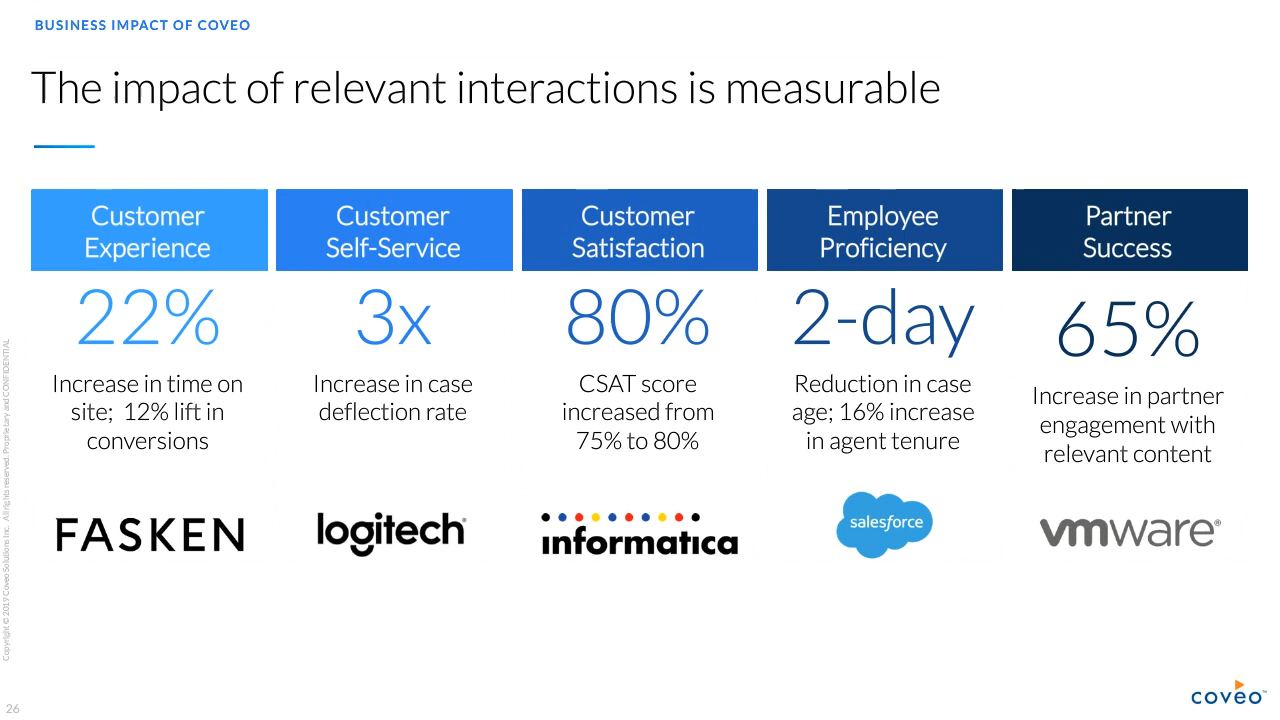 BUSINESS IMPACT OF COVEO
The impact of relevant interactions is measurable
Customer
Experience
22%
Increase in time on
site; 12% lift in
conversions
FASKEN
Customer
Self-Service
3x
Increase in case
deflection rate
logitech®
Customer
Satisfaction
80%
CSAT score
increased from
75% to 80%
informatica
Employee
Proficiency
2-day
Reduction in case
age; 16% increase
in agent tenure
salesforce
Partner
Success
65%
Increase in partner
engagement with
relevant content
vmware®
Copyright © 2019 Coveo Solutions Inc. All rights reserved. Proprietary and CONFIDENTIAL
26
coveo™